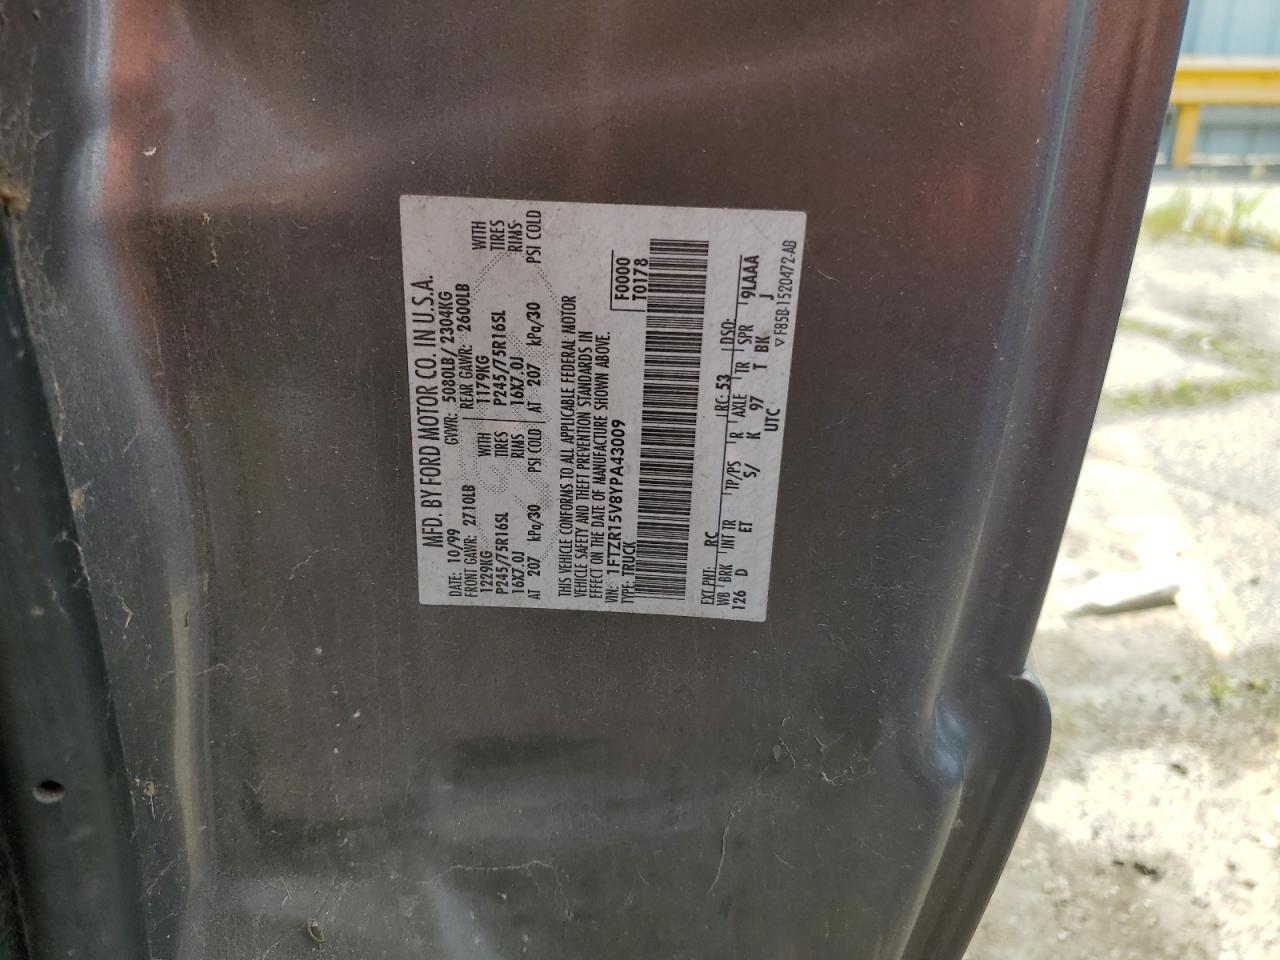 MFD. BY FORD MOTOR CO. IN U.S.A.
DATE: 10/99 GVWR: 5080LB/ 2304KG
FRONT GAWR: 2710LB REAR GAWR: 2600LB
1229KG WITH 1179KG WITH
P245/75R16SL TIRES P245/75R16SL TIRES
16X7.0J RIMS 16X7.0J RIMS
AT 207 kPa/30 PSI COLD AT 207 kPa/30 PSI COLD
THIS VEHICLE CONFORMS TO ALL APPLICABLE FEDERAL MOTOR
VEHICLE SAFETY AND THEFT PREVENTION STANDARDS IN
EFFECT ON THE DATE OF MANUFACTURE SHOWN ABOVE.
VIN: 1FTZR15V8YPA43009 F0000
TYPE: TRUCK T0178
EXT PNT: RC RC: 53 DSO:
WB BRK INT TR TP/PS R AXLE TR SPR 9LAAA
126 D ET S/ K 97 T BK J
UTC ▽F85B-1520472-AB